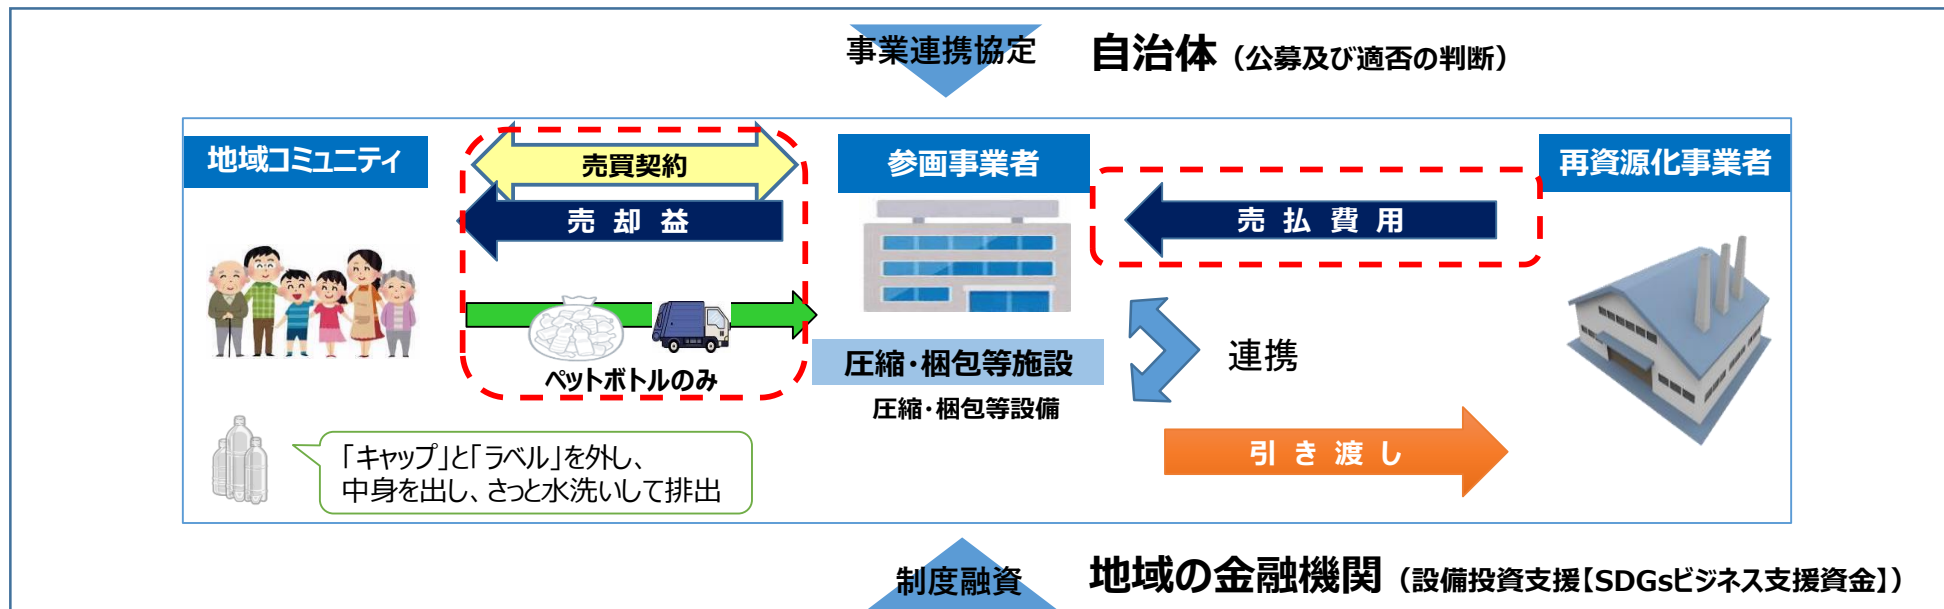 事業連携協定
自治体（公募及び適否の判断）
地域コミュニティ
売買契約
参画事業者
再資源化事業者
売却益
売払費用
ペットボトルのみ
圧縮・梱包等施設
圧縮・梱包等設備
連携
「キャップ」と「ラベル」を外し、
中身を出し、さっと水洗いして排出
引き渡し
制度融資
地域の金融機関（設備投資支援【SDGsビジネス支援資金】）